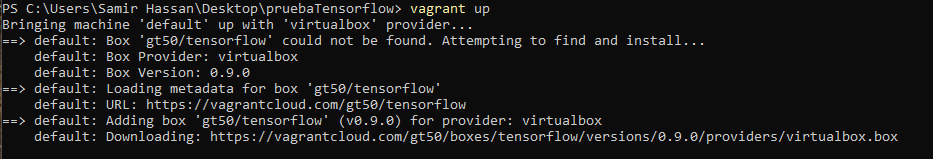 PS C:\Users\Samir Hassan\Desktop\pruebaTensorflow> vagrant up
Bringing machine 'default' up with 'virtualbox' provider...
==> default: Box 'gt50/tensorflow' could not be found. Attempting to find and install...
    default: Box Provider: virtualbox
    default: Box Version: 0.9.0
==> default: Loading metadata for box 'gt50/tensorflow'
    default: URL: https://vagrantcloud.com/gt50/tensorflow
==> default: Adding box 'gt50/tensorflow' (v0.9.0) for provider: virtualbox
    default: Downloading: https://vagrantcloud.com/gt50/boxes/tensorflow/versions/0.9.0/providers/virtualbox.box